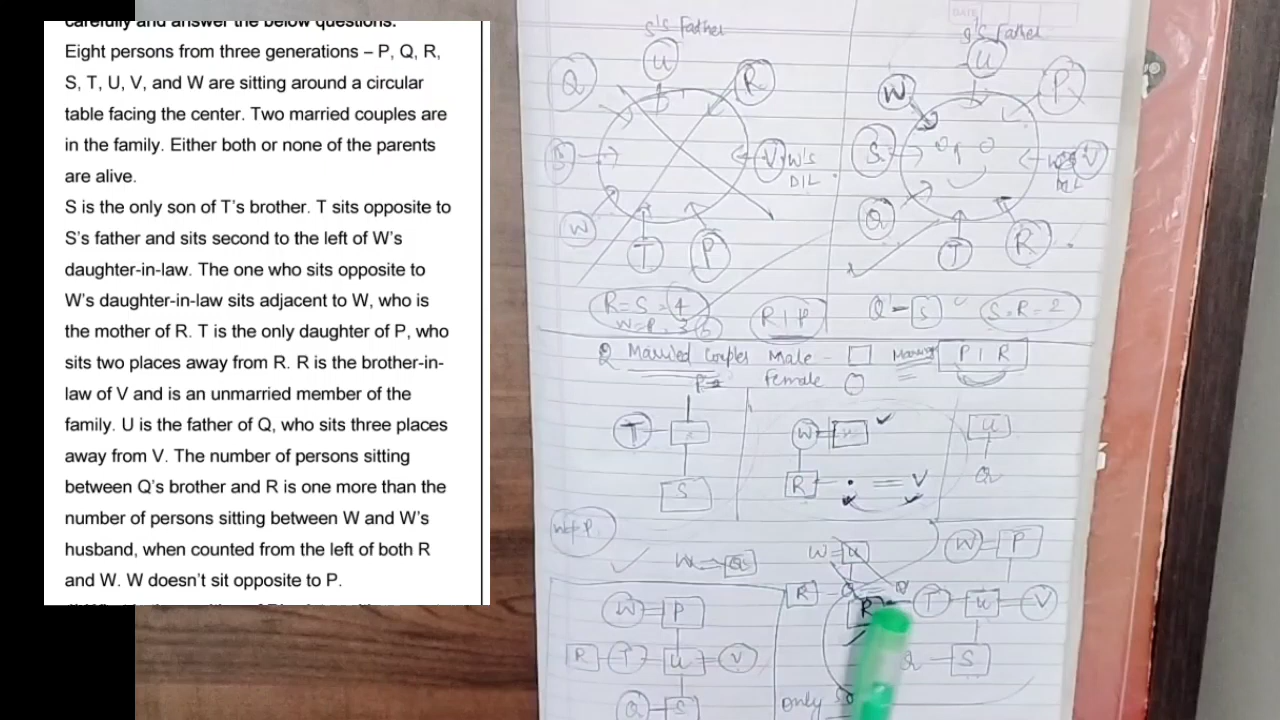 carefully and answer the below questions.
Eight persons from three generations – P, Q, R,
S, T, U, V, and W are sitting around a circular
table facing the center. Two married couples are
in the family. Either both or none of the parents
are alive.
S is the only son of T's brother. T sits opposite to
S's father and sits second to the left of W's
daughter-in-law. The one who sits opposite to
W's daughter-in-law sits adjacent to W, who is
the mother of R. T is the only daughter of P, who
sits two places away from R. R is the brother-in-
law of V and is an unmarried member of the
family. U is the father of Q, who sits three places
away from V. The number of persons sitting
between Q's brother and R is one more than the
number of persons sitting between W and W's
husband, when counted from the left of both R
and W. W doesn't sit opposite to P.
DATE
S's Father
U
Q
R
V W's
DIL
W
T
P
R = S = 4
W = P = 3
R | P
U
W
P
S
V
Q
T
R
Q - S
S = R = 2
2 Married Couples Male -
Female
P | R
T
S
W
R
= V
U
Q
W = P
R
T
U
V
S
W = P
R T U = V
Q S
only